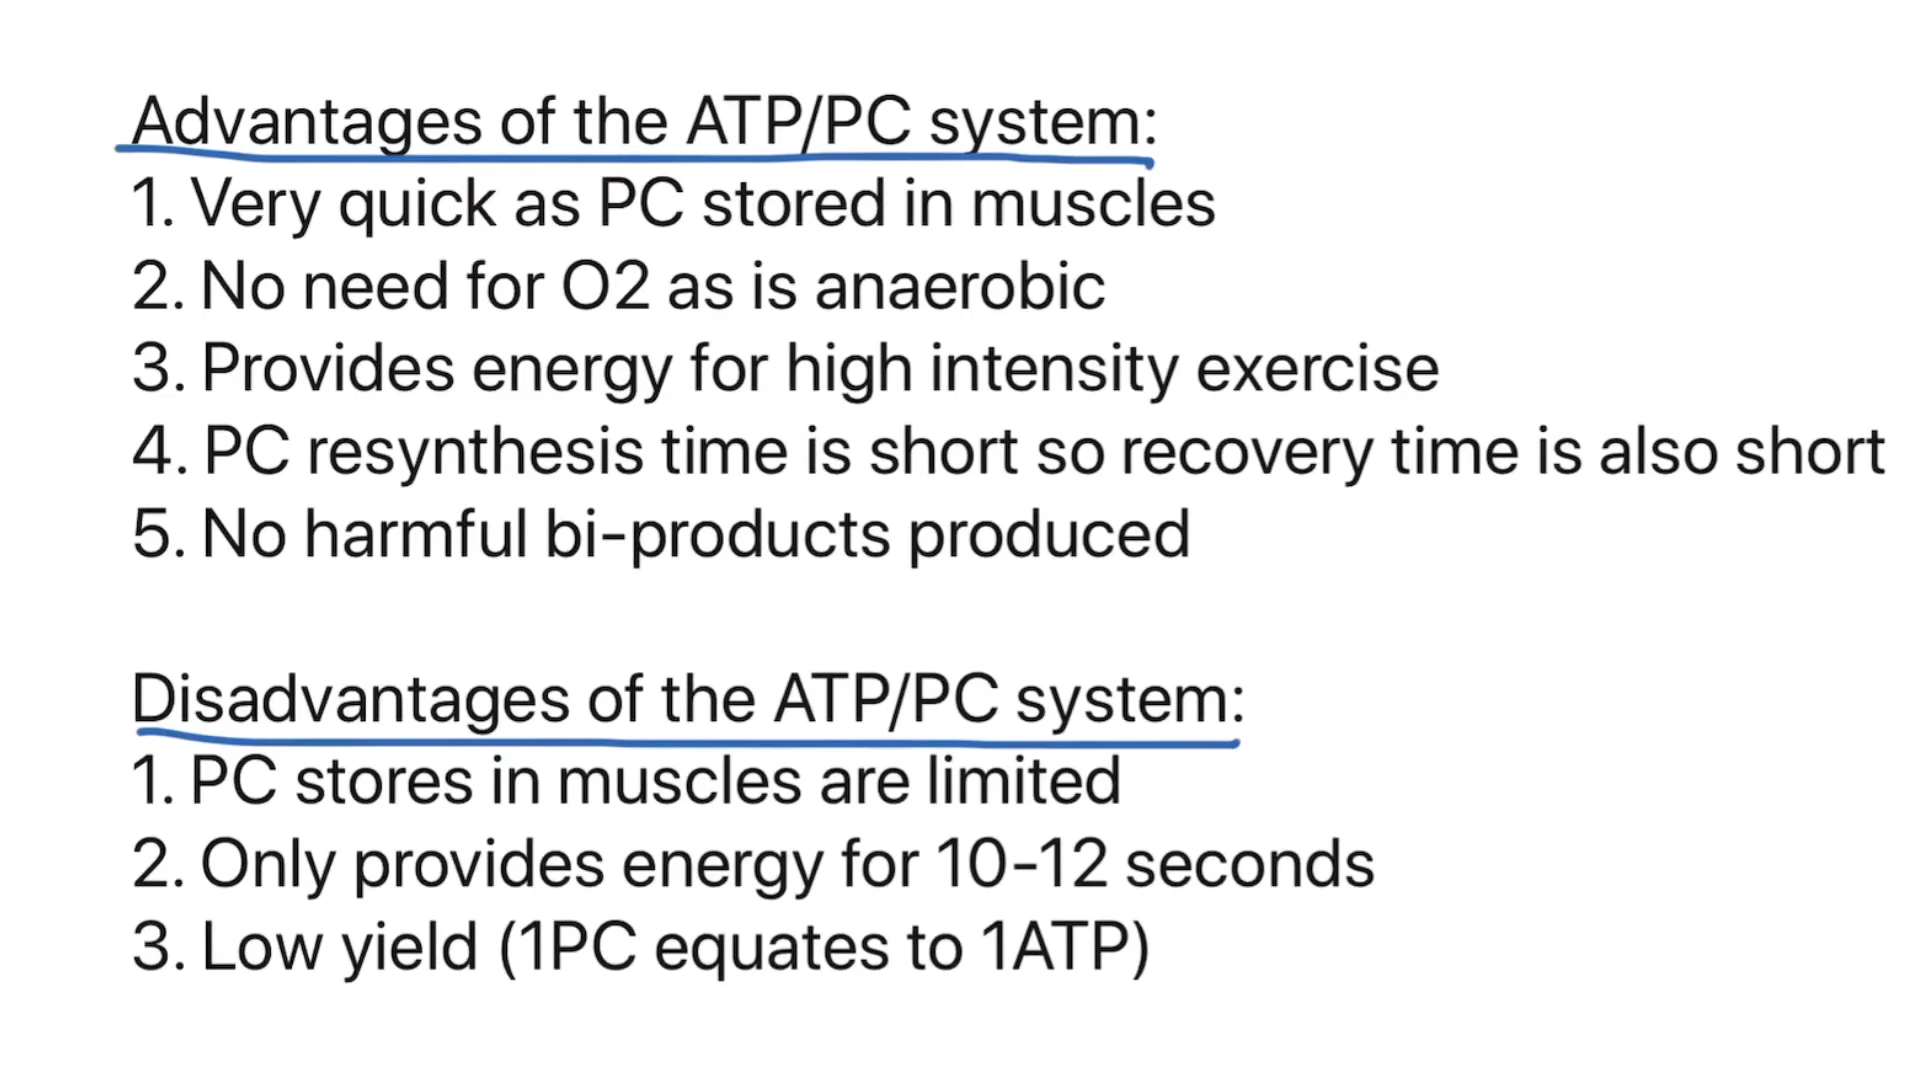 Advantages of the ATP/PC system:
1. Very quick as PC stored in muscles
2. No need for O2 as is anaerobic
3. Provides energy for high intensity exercise
4. PC resynthesis time is short so recovery time is also short
5. No harmful bi-products produced
Disadvantages of the ATP/PC system:
1. PC stores in muscles are limited
2. Only provides energy for 10-12 seconds
3. Low yield (1PC equates to 1ATP)